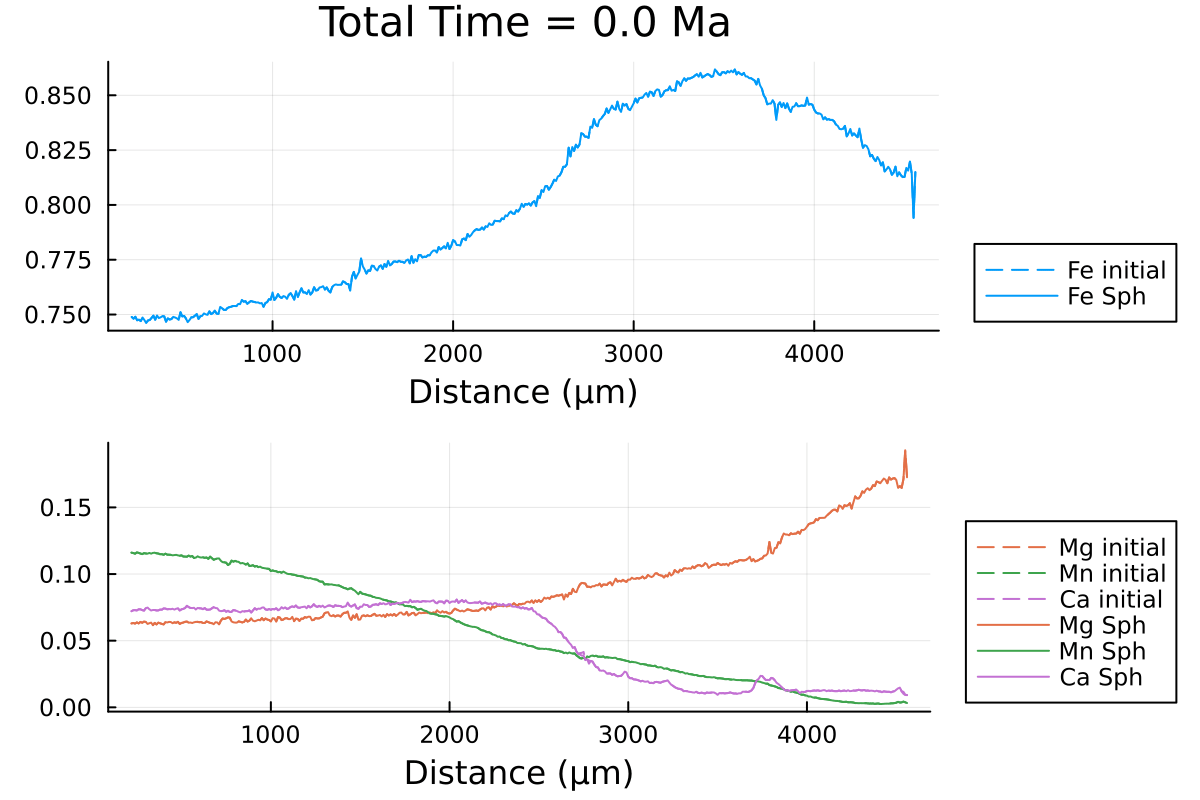 Total Time = 0.0 Ma
0.850
0.825
0.800
0.775
0.750
1000 2000 3000 4000
Distance (μm)
Fe initial
Fe Sph
0.15
0.10
0.05
0.00
1000 2000 3000 4000
Distance (μm)
Mg initial
Mn initial
Ca initial
Mg Sph
Mn Sph
Ca Sph